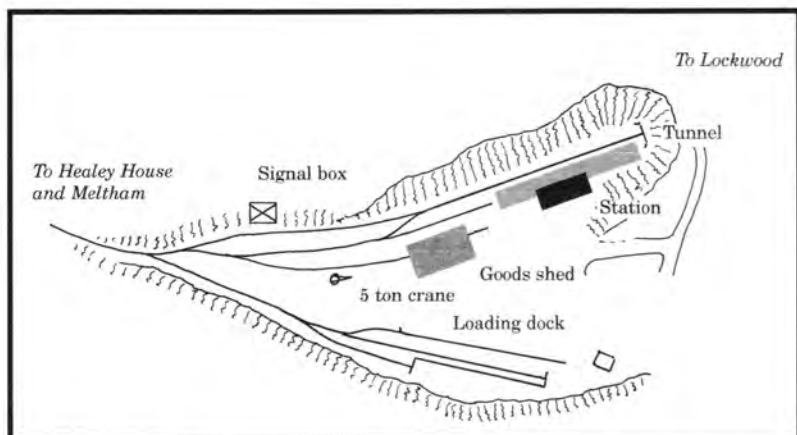 To Lockwood
Tunnel
To Healey House
and Meltham
Signal box
Station
Goods shed
5 ton crane
Loading dock